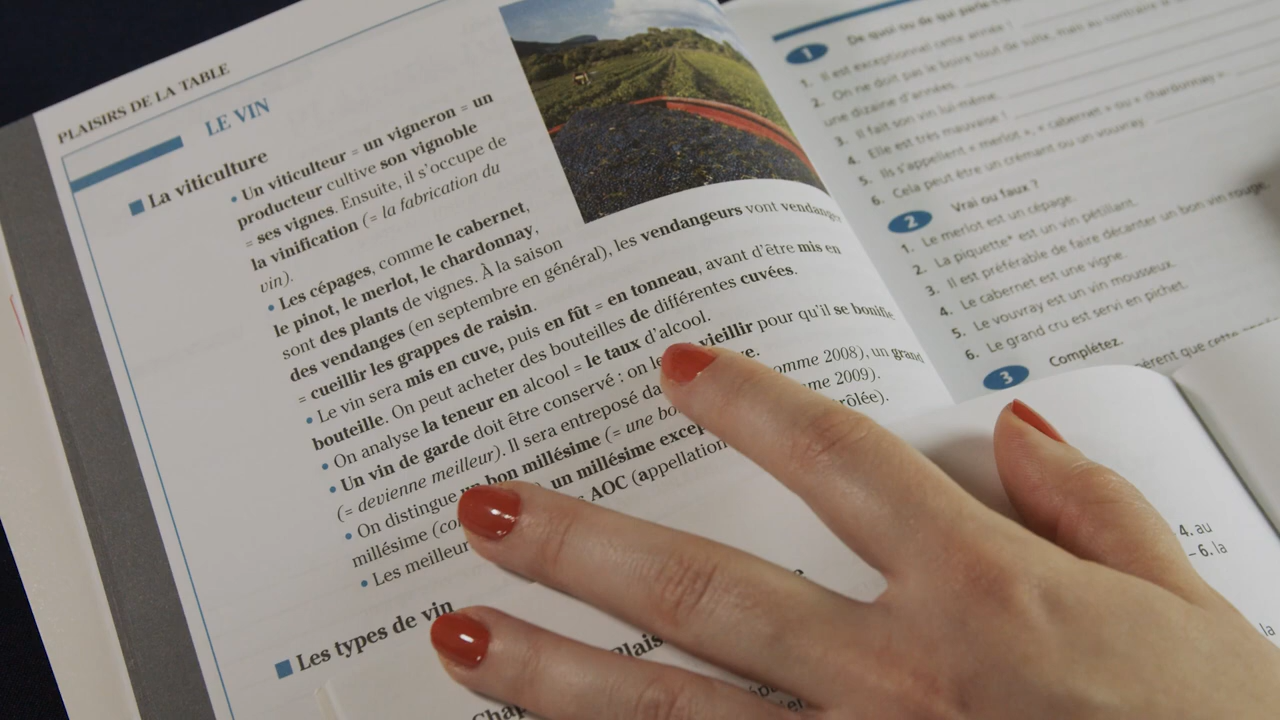 PLAISIRS DE LA TABLE
LE VIN
La viticulture
• Un viticulteur = un vigneron = un
producteur cultive son vignoble
= ses vignes. Ensuite, il s'occupe de
la vinification (= la fabrication du
vin).
• Les cépages, comme le cabernet,
le pinot, le merlot, le chardonnay,
sont des plants de vignes. À la saison
des vendanges (en septembre en général), les vendangeurs vont vendange
= cueillir les grappes de raisin.
• Le vin sera mis en cuve, puis en fût = en tonneau, avant d'être mis en
bouteille. On peut acheter des bouteilles de différentes cuvées.
• On analyse la teneur en alcool = le taux d'alcool.
• Un vin de garde doit être conservé : on le vieillir pour qu'il se bonifie
(= devienne meilleur). Il sera entreposé da
• On distingue un bon millésime (= une bo omme 2008), un grand
millésime (co un millésime excep me 2009).
• Les meilleur AOC (appellation rôlée).
Les types de vin
Plais
Chap
1 De quoi ou de qui parle-t
1. Il est exceptionnel cette année !
2. On ne doit pas le boire tout de suite, mais au contraire le
une dizaine d'années.
3. Il fait son vin lui-même.
4. Elle est très mauvaise !
5. Ils s'appellent « merlot », « cabernet » ou « chardonnay ».
6. Cela peut être un crémant ou un vouvray.
2 Vrai ou faux ?
1. Le merlot est un cépage.
2. La piquette* est un vin pétillant.
3. Il est préférable de faire décanter un bon vin rouge.
4. Le cabernet est une vigne.
5. Le vouvray est un vin mousseux.
6. Le grand cru est servi en pichet.
3 Complétez.
èrent que cette
4. au
– 6. la
la